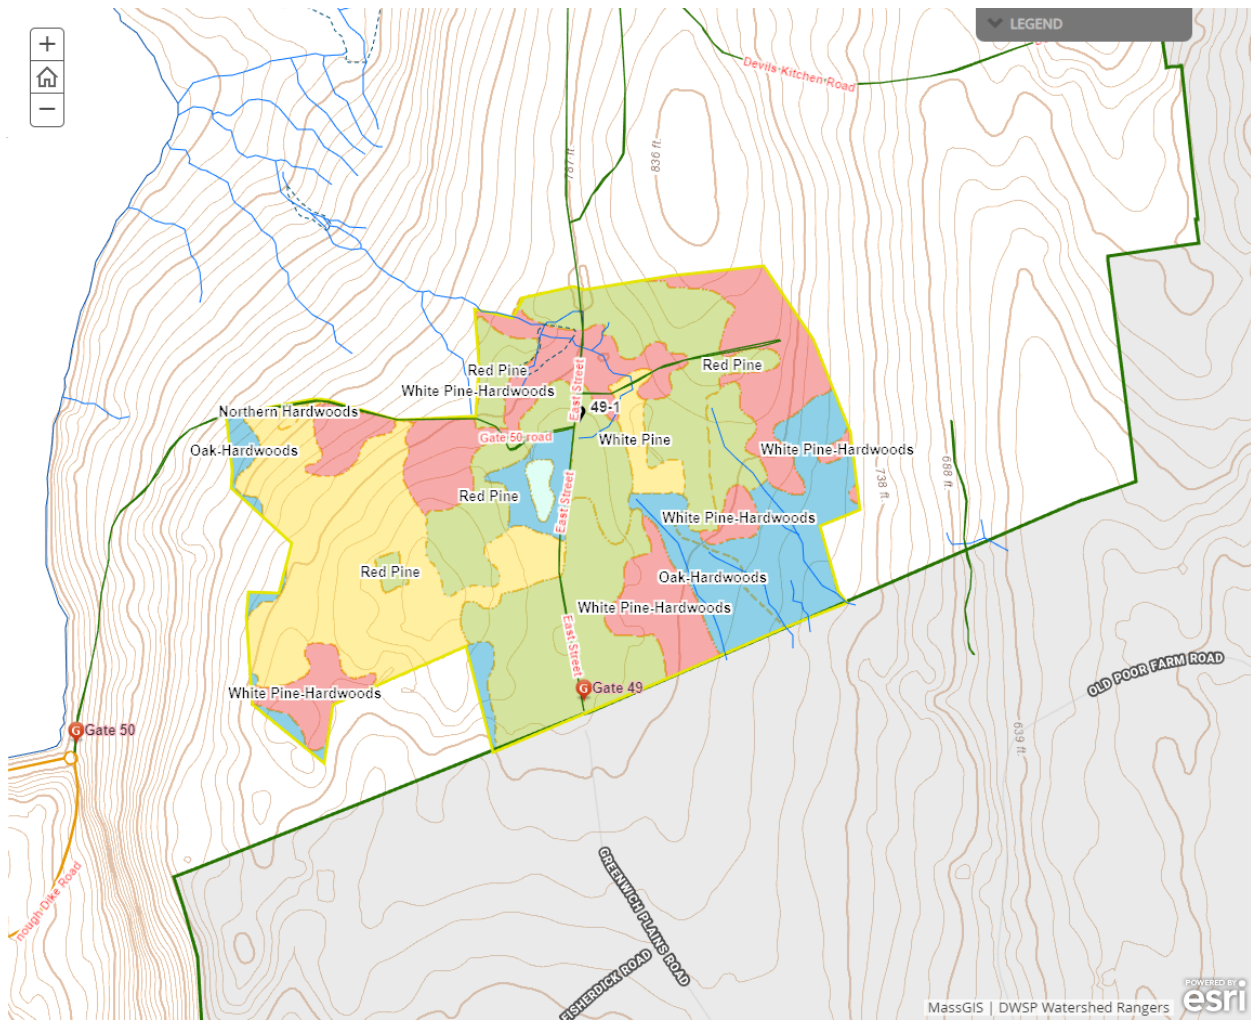 +
−
LEGEND
Devils Kitchen Road
787 ft.
836 ft.
Red Pine
Red Pine
White Pine-Hardwoods
East Street
49-1
Northern Hardwoods
Gate 50 road
White Pine
Oak-Hardwoods
White Pine-Hardwoods
738 ft.
688 ft.
Red Pine
East Street
White Pine-Hardwoods
Red Pine
Oak-Hardwoods
White Pine-Hardwoods
East Street
OLD POOR FARM ROAD
White Pine-Hardwoods
G Gate 49
G Gate 50
639 ft.
nough Dike Road
GREENWICH PLAINS ROAD
FISHERDICK ROAD
POWERED BY
esri
MassGIS | DWSP Watershed Rangers